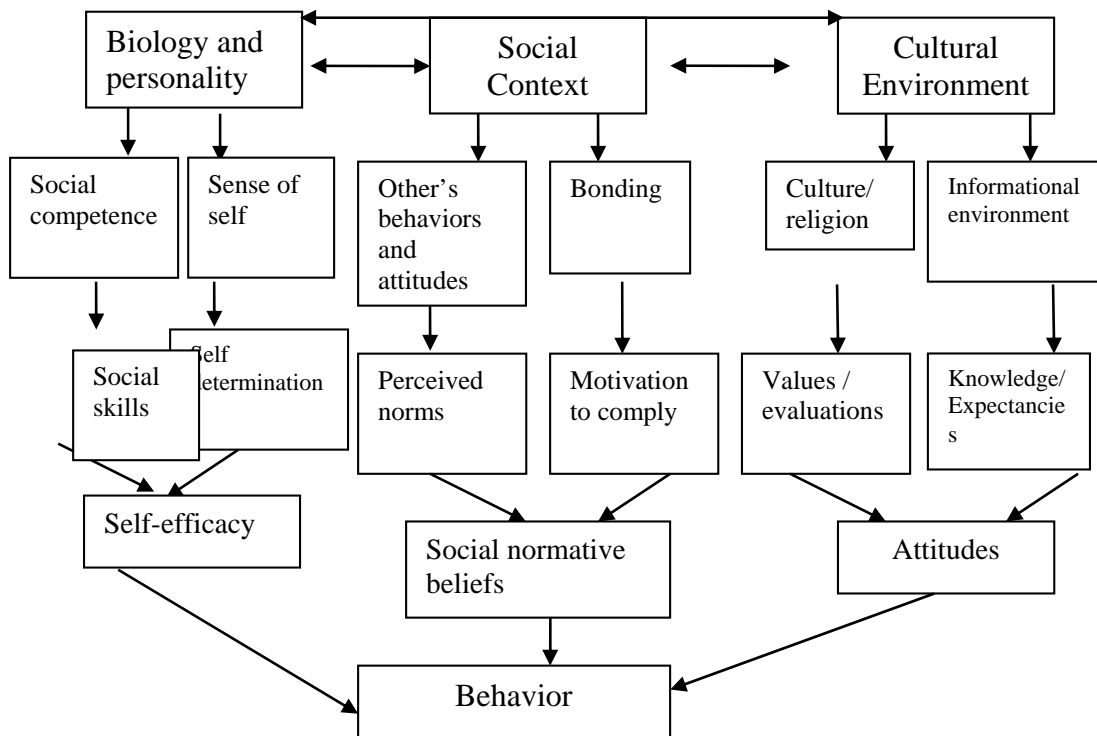 Biology and
personality
Social
Context
Cultural
Environment
Social
competence
Sense of
self
Other’s
behaviors
and
attitudes
Bonding
Culture/
religion
Informational
environment
Social
skills
Self
determination
Perceived
norms
Motivation
to comply
Values /
evaluations
Knowledge/
Expectancie
s
Self-efficacy
Social normative
beliefs
Attitudes
Behavior